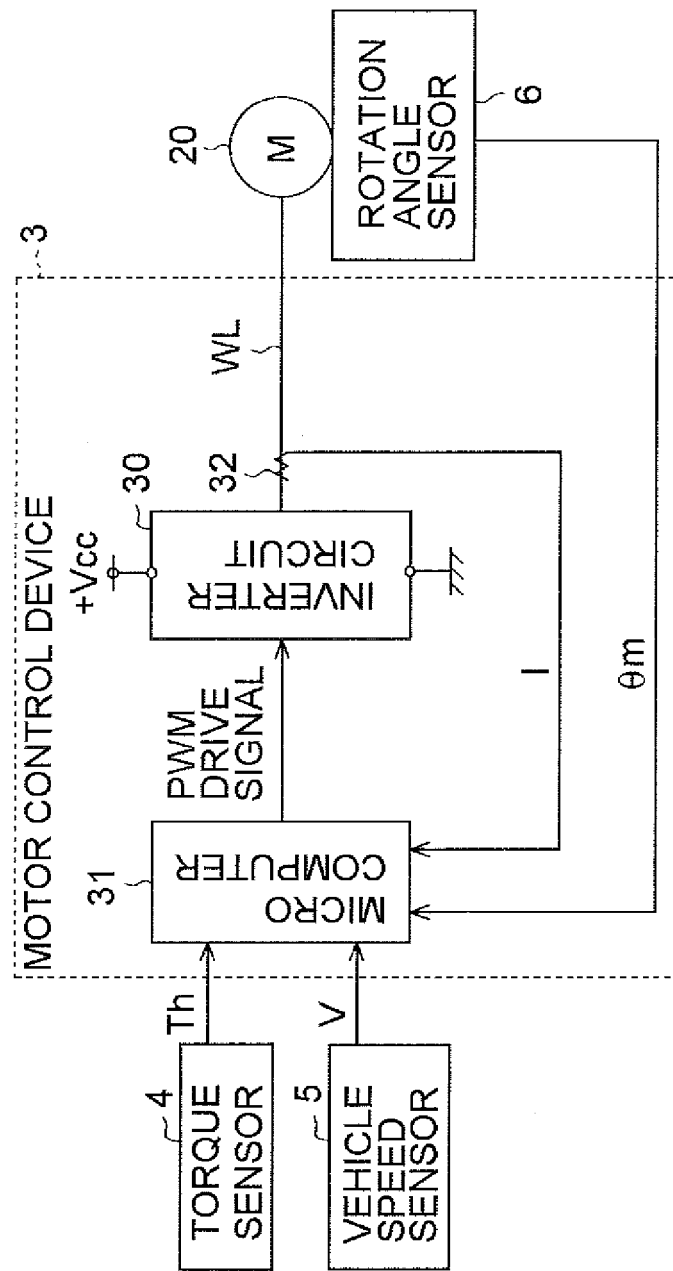 MOTOR CONTROL DEVICE
3
4
TORQUE
SENSOR
Th
5
VEHICLE
SPEED
SENSOR
V
31
MICRO
COMPUTER
PWM
DRIVE
SIGNAL
+Vcc
30
INVERTER
CIRCUIT
32
WL
20
M
ROTATION
ANGLE
SENSOR
6
I
θm